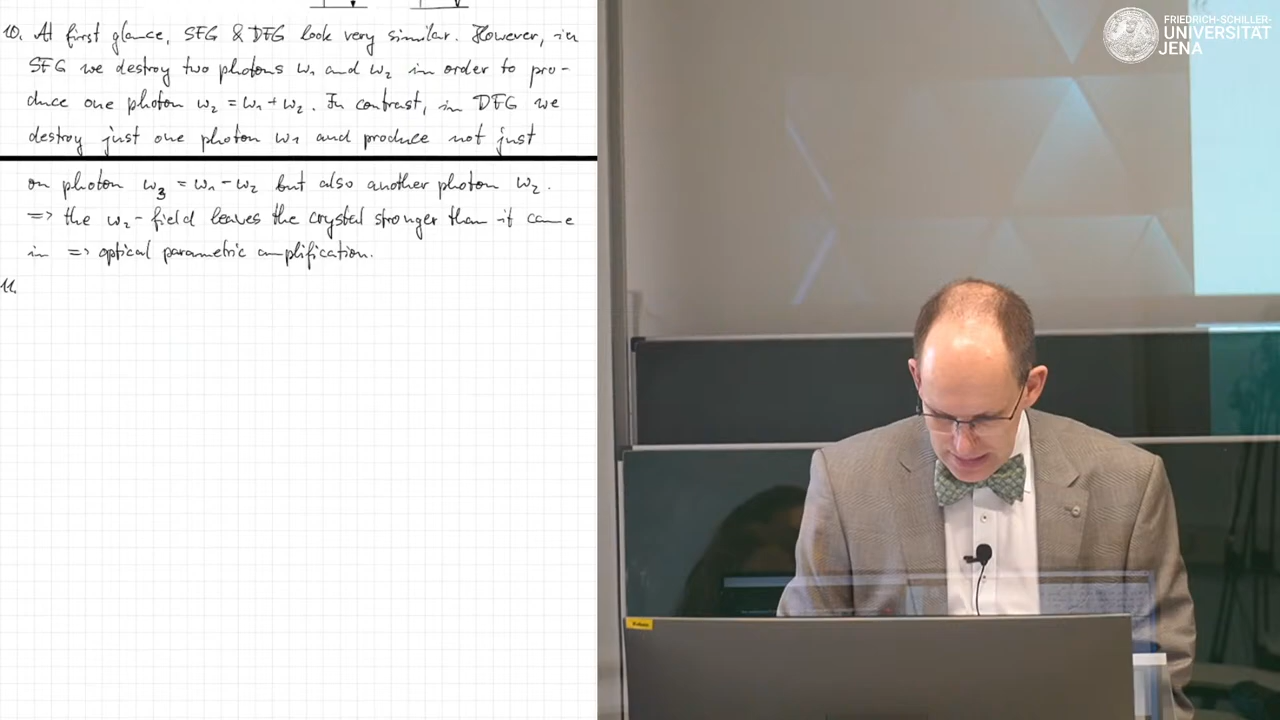 10. At first glance, SFG & DFG look very similar. However, in
SFG we destroy two photons ω₁ and ω₂ in order to pro-
duce one photon ω₂ = ω₁ + ω₂. In contrast, in DFG we
destroy just one photon ω₁ and produce not just
on photon ω₃ = ω₁ - ω₂ but also another photon ω₂.
=> the ω₂-field leaves the crystal stronger than it came
in => optical parametric amplification.
11.
FRIEDRICH-SCHILLER-
UNIVERSITÄT
JENA